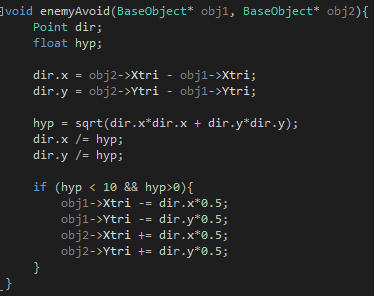 void enemyAvoid(BaseObject* obj1, BaseObject* obj2){
Point dir;
float hyp;
dir.x = obj2->Xtri - obj1->Xtri;
dir.y = obj2->Ytri - obj1->Ytri;
hyp = sqrt(dir.x*dir.x + dir.y*dir.y);
dir.x /= hyp;
dir.y /= hyp;
if (hyp < 10 && hyp>0){
obj1->Xtri -= dir.x*0.5;
obj1->Ytri -= dir.y*0.5;
obj2->Xtri += dir.x*0.5;
obj2->Ytri += dir.y*0.5;
}
}